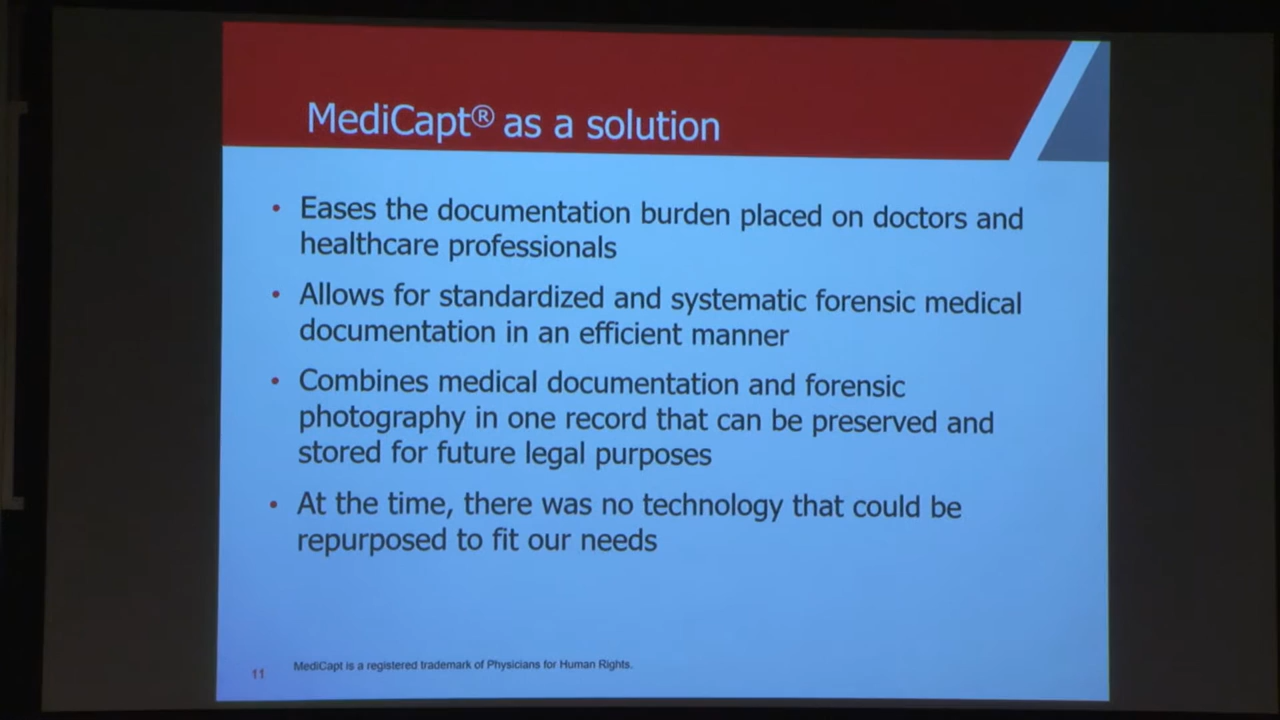 MediCapt® as a solution
• Eases the documentation burden placed on doctors and
healthcare professionals
• Allows for standardized and systematic forensic medical
documentation in an efficient manner
• Combines medical documentation and forensic
photography in one record that can be preserved and
stored for future legal purposes
• At the time, there was no technology that could be
repurposed to fit our needs
11
MediCapt is a registered trademark of Physicians for Human Rights.